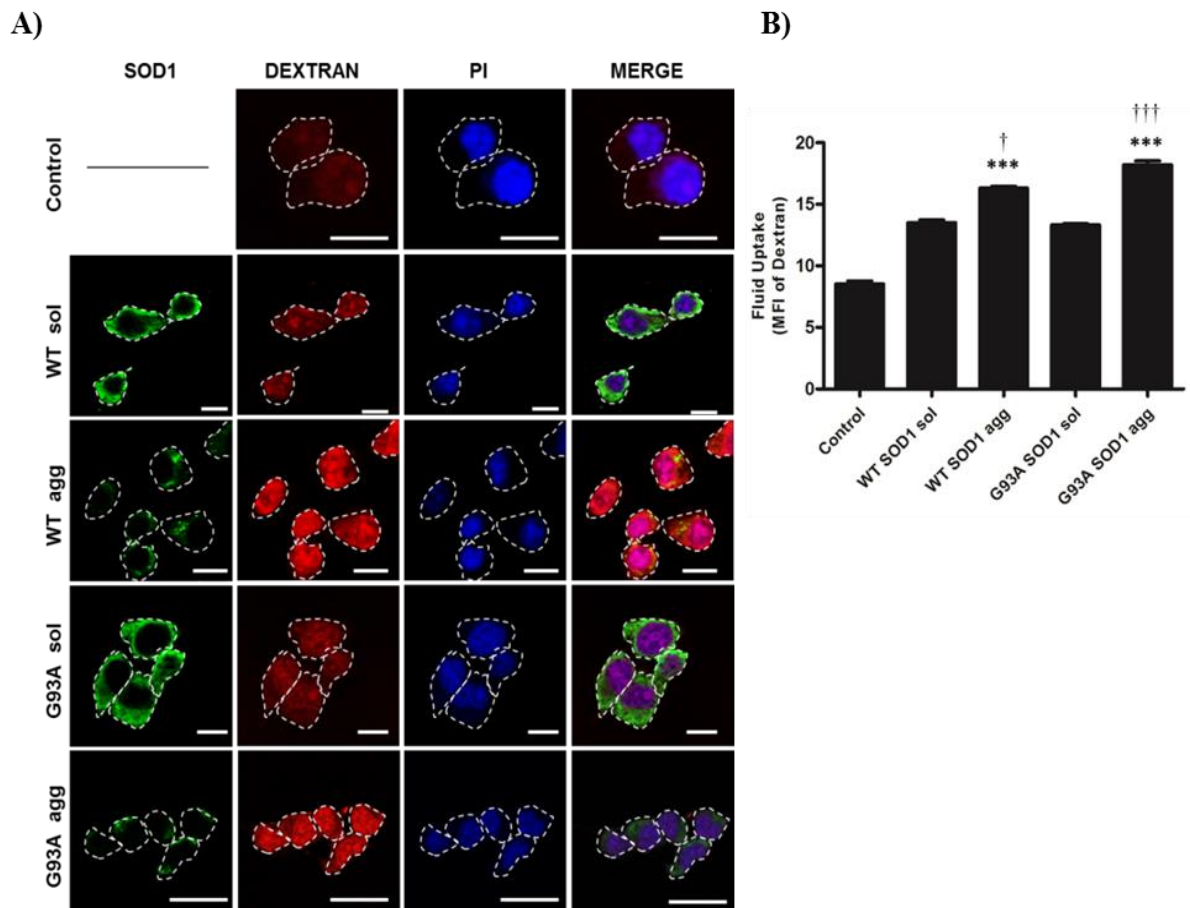 A)
B)
SOD1 DEXTRAN PI MERGE
Control
WT sol
WT agg
G93A sol
G93A agg
Fluid Uptake
(MFI of Dextran)
20
15
10
5
0
†
***
†††
***
Control
WT SOD1 sol
WT SOD1 agg
G93A SOD1 sol
G93A SOD1 agg